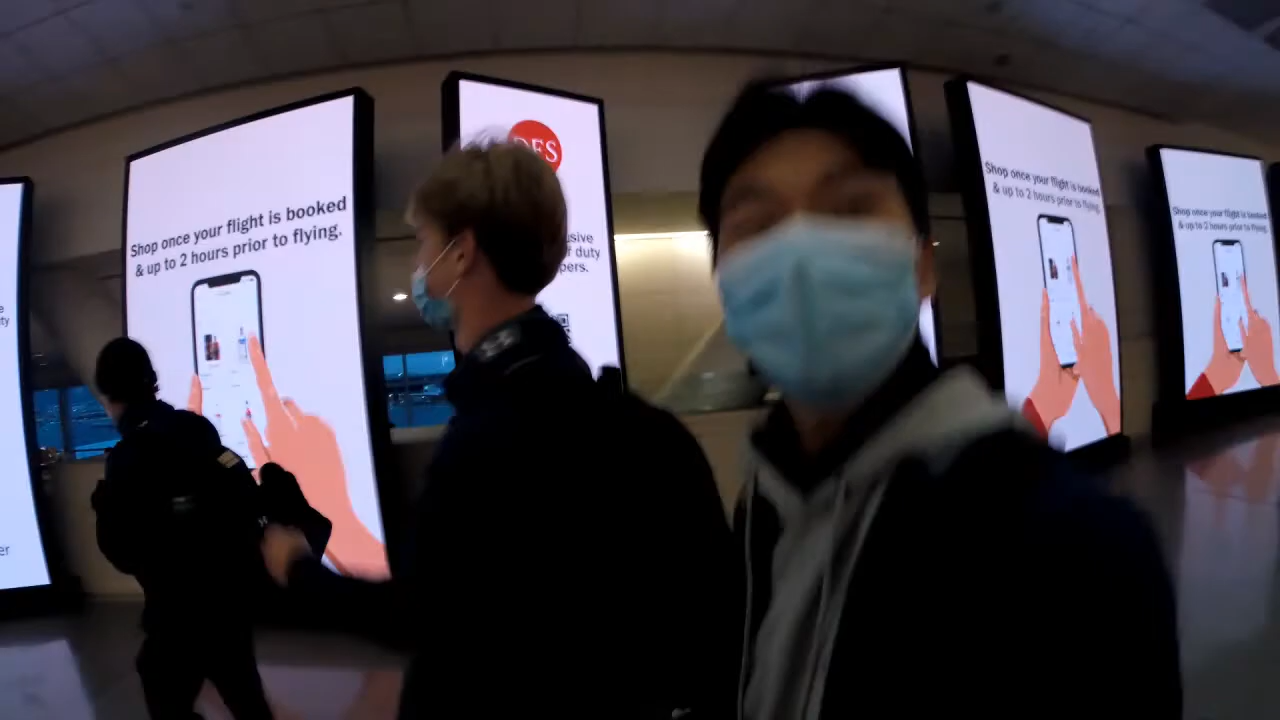 Shop once your flight is booked
& up to 2 hours prior to flying.
DFS
duty
Shop once your flight is booked
& up to 2 hours prior to flying.
Shop once your flight is booked
& up to 2 hours prior to flying.